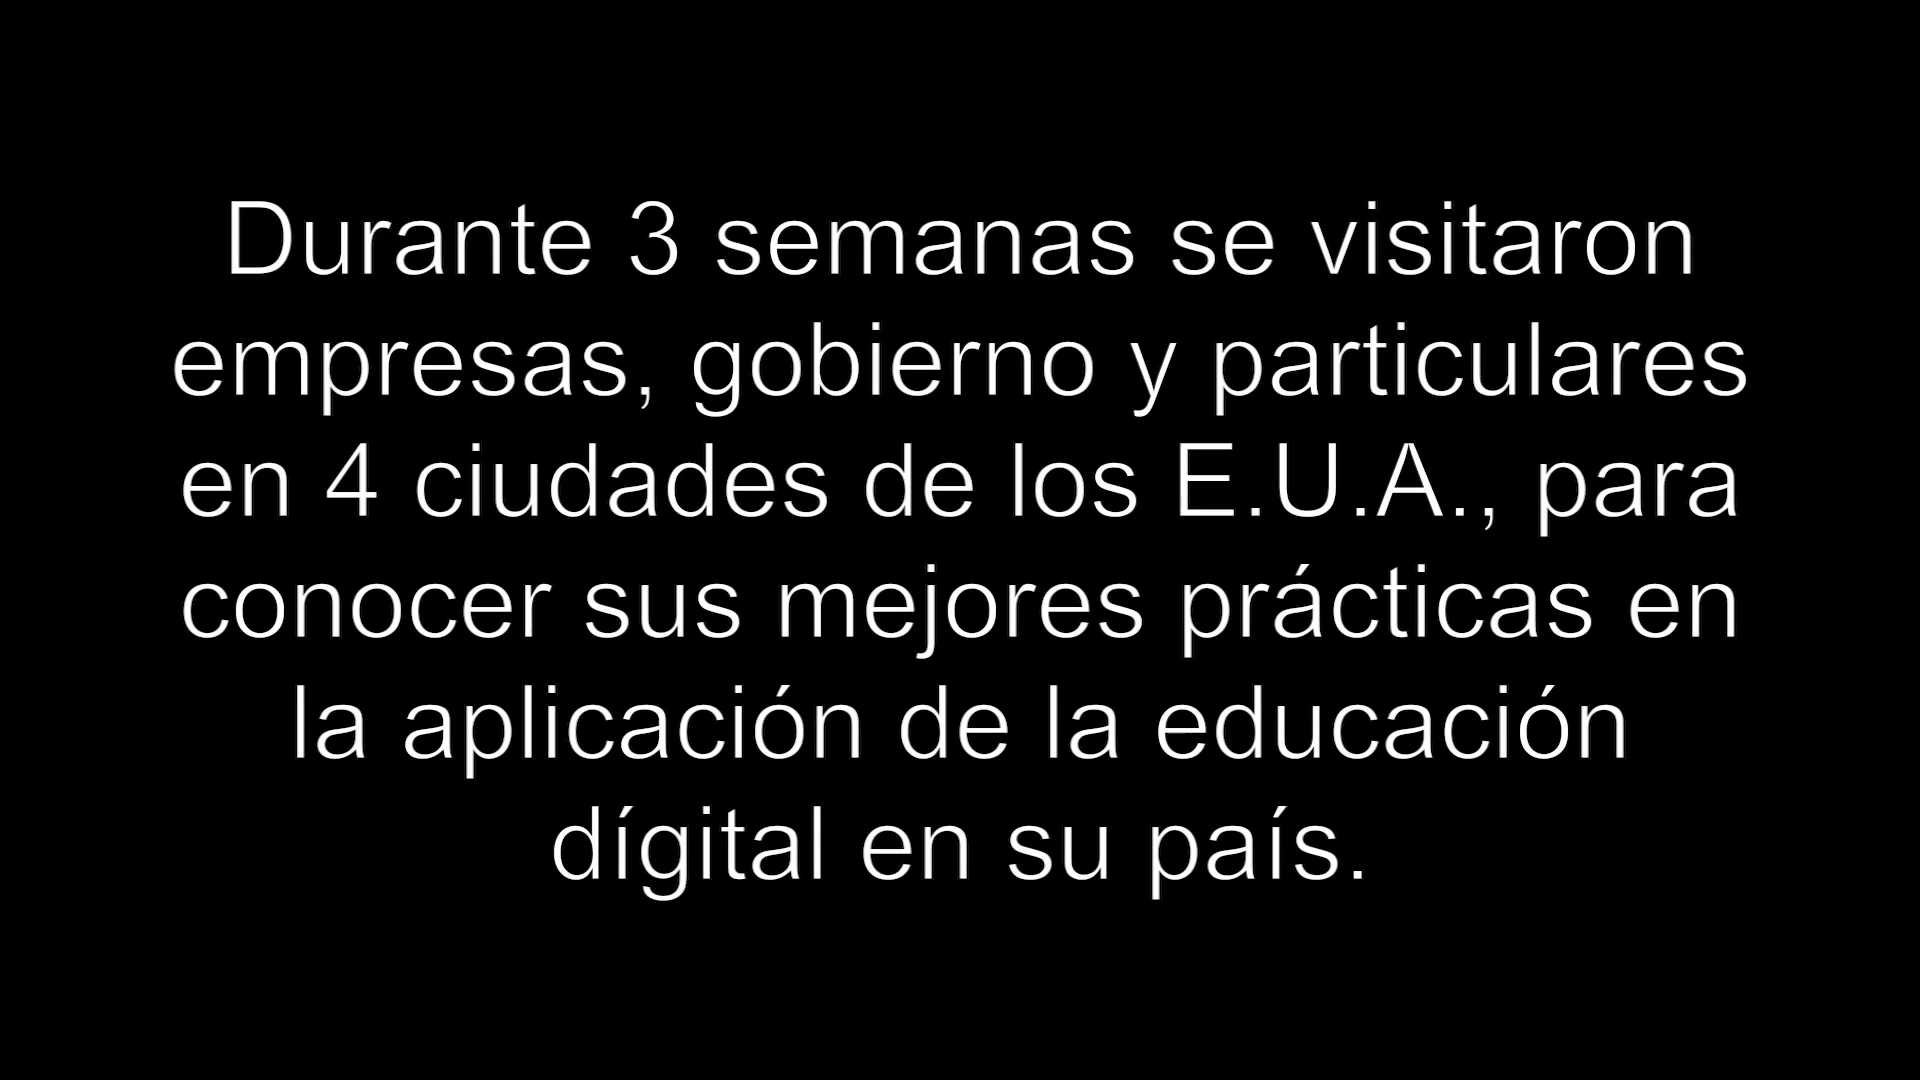 Durante 3 semanas se visitaron
empresas, gobierno y particulares
en 4 ciudades de los E.U.A., para
conocer sus mejores prácticas en
la aplicación de la educación
dígital en su país.